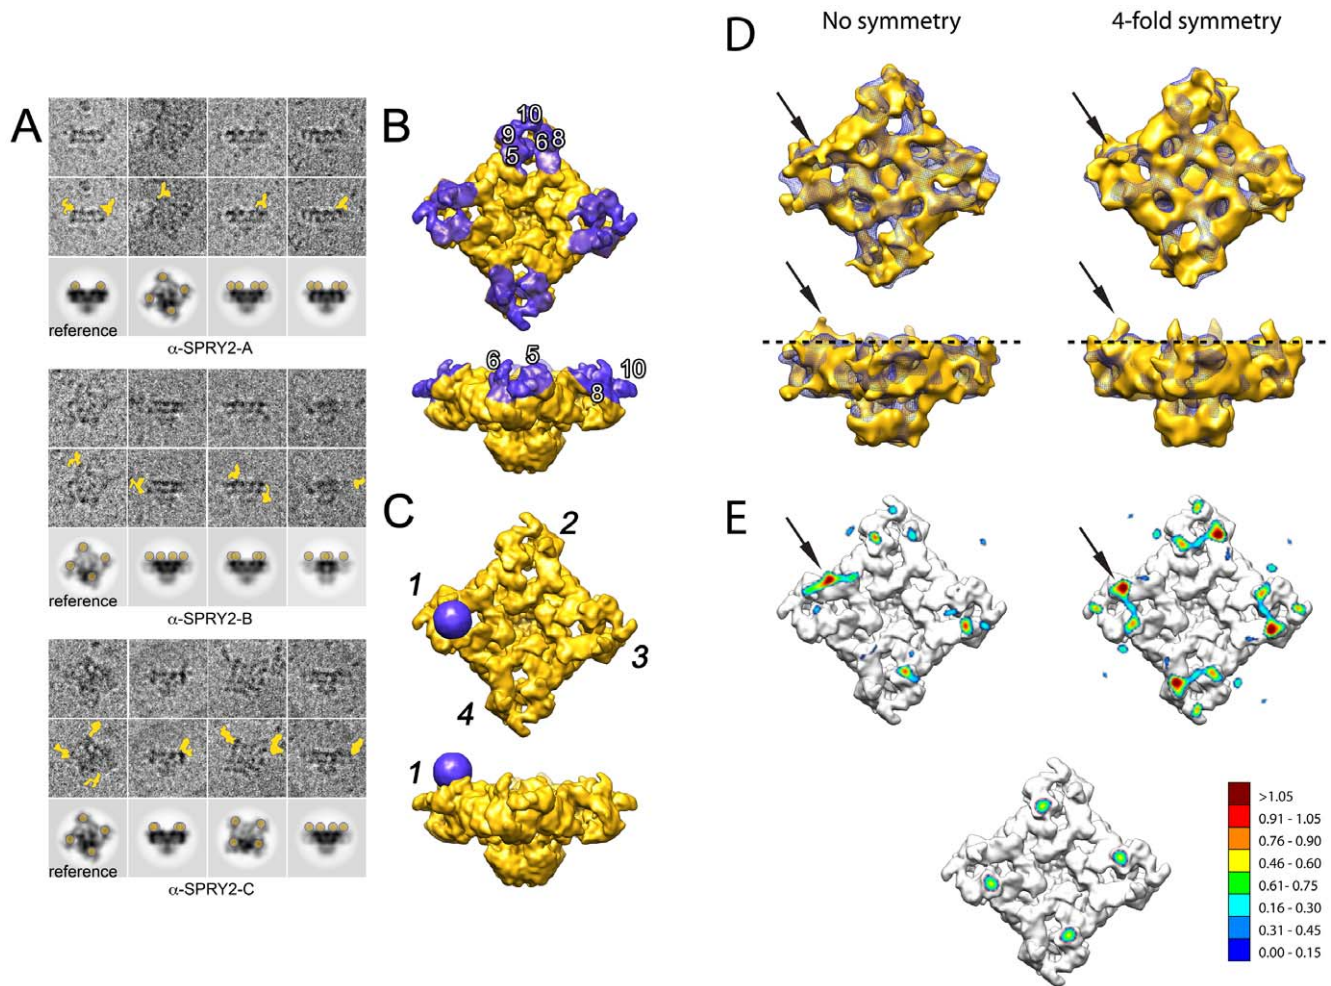 A
reference
α-SPRY2-A
reference
α-SPRY2-B
reference
α-SPRY2-C
B
10
9
6 8
5
6
5
10
8
C
2
1
3
4
1
D
No symmetry
4-fold symmetry
E
>1.05
0.91 - 1.05
0.76 - 0.90
0.46 - 0.60
0.61- 0.75
0.16 - 0.30
0.31 - 0.45
0.00 - 0.15